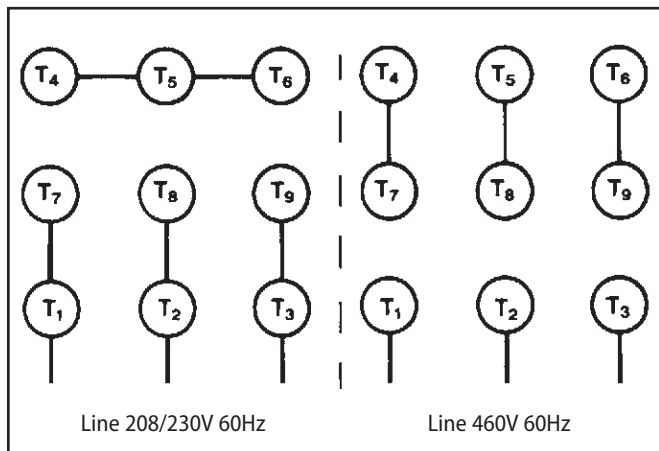 T4 T5 T6
T7 T8 T9
T1 T2 T3
Line 208/230V 60Hz
T4 T5 T6
T7 T8 T9
T1 T2 T3
Line 460V 60Hz